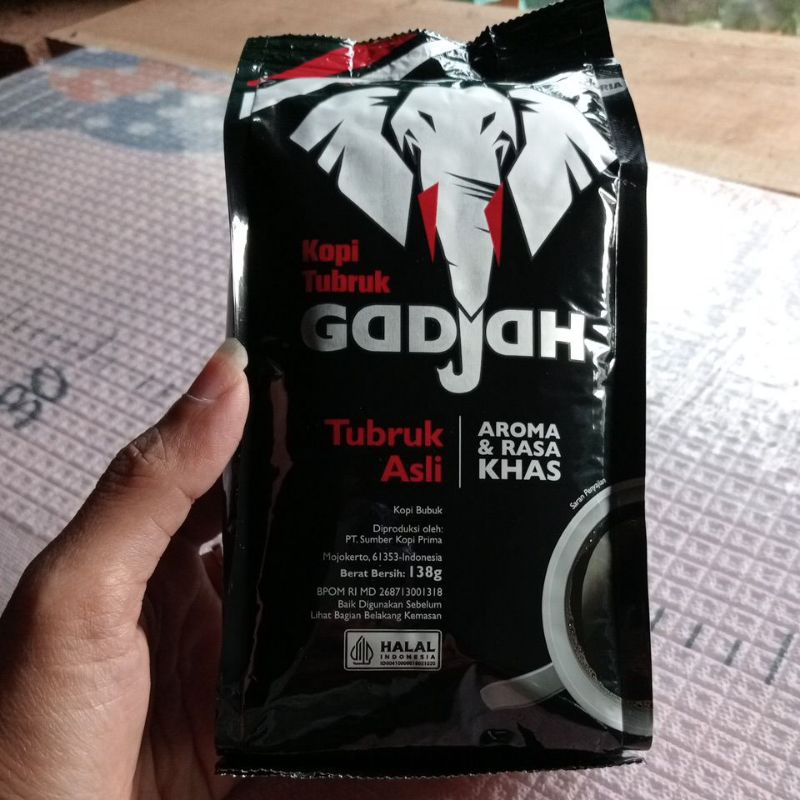 Kopi
Tubruk
GADJAH
Tubruk
Asli
AROMA
& RASA
KHAS
Saran Penyajian
Kopi Bubuk
Diproduksi oleh:
PT. Sumber Kopi Prima
Mojokerto, 61353-Indonesia
Berat Bersih: 138g
BPOM RI MD 268713001318
Baik Digunakan Sebelum
Lihat Bagian Belakang Kemasan
HALAL
INDONESIA